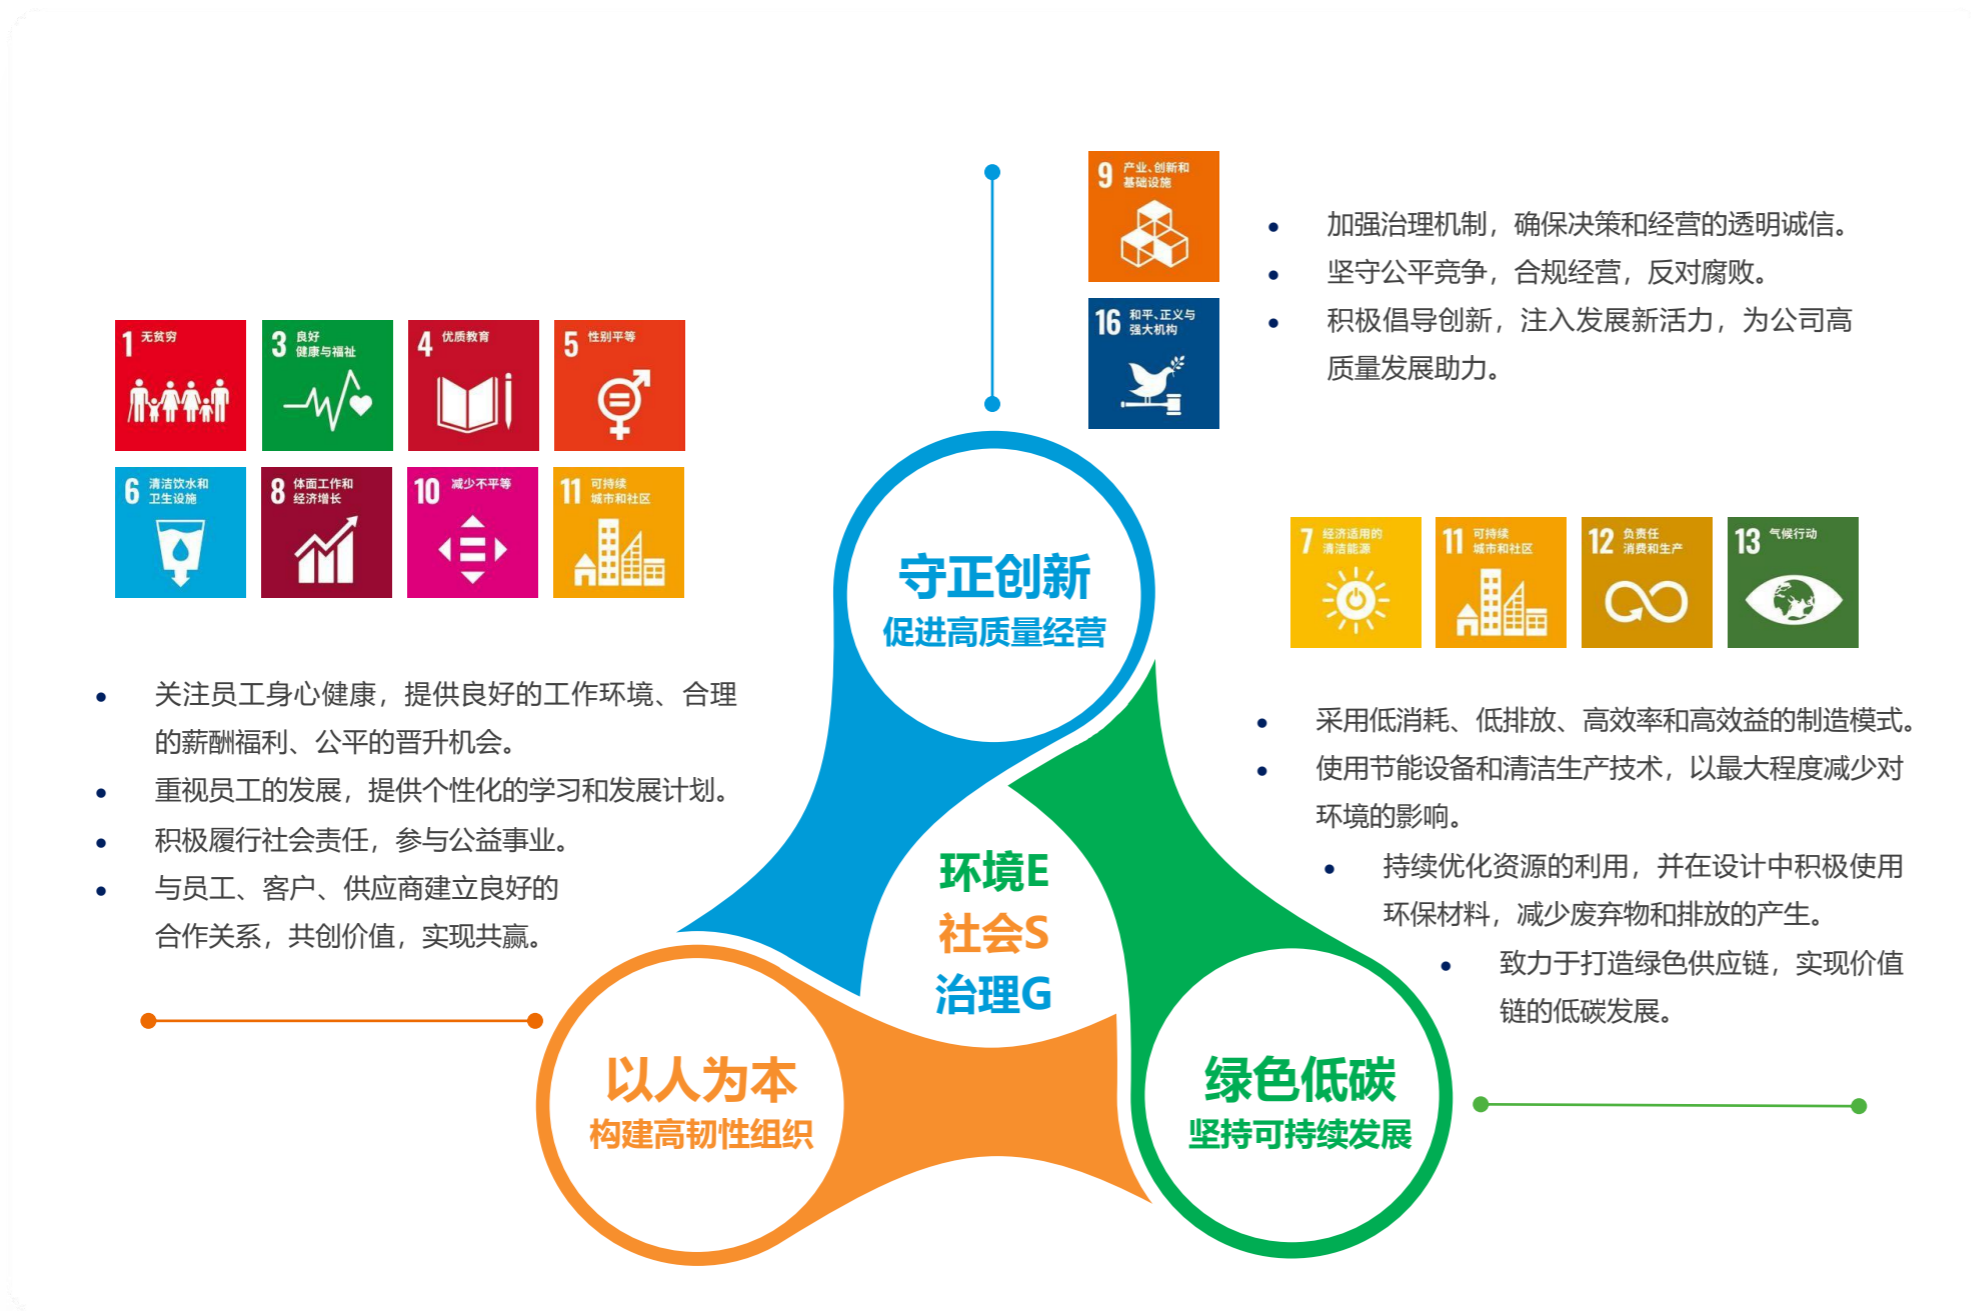 9 产业、创新和
基础设施
16 和平、正义与
强大机构
加强治理机制，确保决策和经营的透明诚信。
坚守公平竞争，合规经营，反对腐败。
积极倡导创新，注入发展新活力，为公司高
质量发展助力。
1 无贫穷
3 良好
健康与福祉
4 优质教育
5 性别平等
6 清洁饮水和
卫生设施
8 体面工作和
经济增长
10 减少不平等
11 可持续
城市和社区
关注员工身心健康，提供良好的工作环境、合理
的薪酬福利、公平的晋升机会。
重视员工的发展，提供个性化的学习和发展计划。
积极履行社会责任，参与公益事业。
与员工、客户、供应商建立良好的
合作关系，共创价值，实现共赢。
守正创新
促进高质量经营
环境E
社会S
治理G
以人为本
构建高韧性组织
绿色低碳
坚持可持续发展
7 经济适用的
清洁能源
11 可持续
城市和社区
12 负责任
消费和生产
13 气候行动
采用低消耗、低排放、高效率和高效益的制造模式。
使用节能设备和清洁生产技术，以最大程度减少对
环境的影响。
持续优化资源的利用，并在设计中积极使用
环保材料，减少废弃物和排放的产生。
致力于打造绿色供应链，实现价值
链的低碳发展。